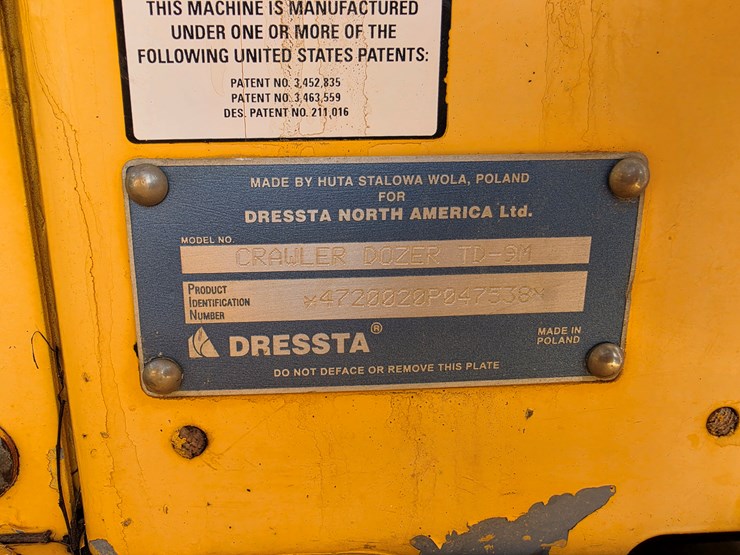 THIS MACHINE IS MANUFACTURED
UNDER ONE OR MORE OF THE
FOLLOWING UNITED STATES PATENTS:
PATENT NO. 3,452,835
PATENT NO. 3,463,559
DES. PATENT NO. 211,016
MADE BY HUTA STALOWA WOLA, POLAND
FOR
DRESSTA NORTH AMERICA Ltd.
MODEL NO.
CRAWLER DOZER TD-9M
PRODUCT
IDENTIFICATION
NUMBER
*4720020P047538*
DRESSTA®
MADE IN
POLAND
DO NOT DEFACE OR REMOVE THIS PLATE